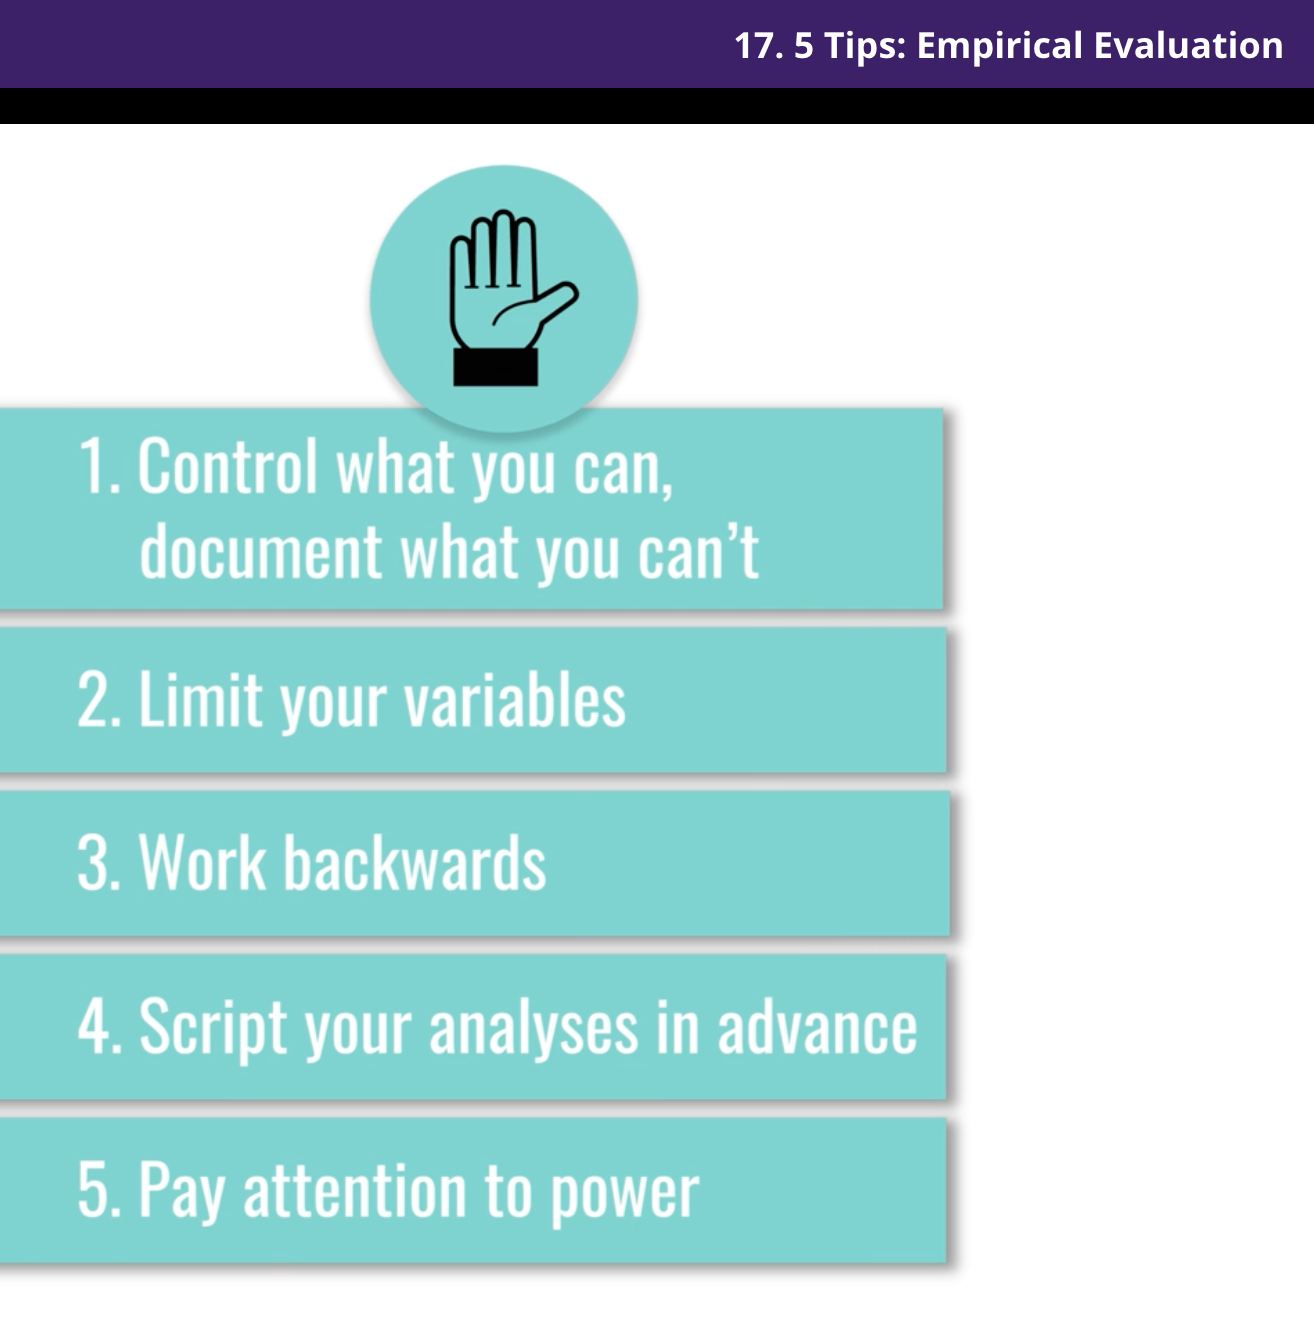 17. 5 Tips: Empirical Evaluation
1. Control what you can,
document what you can’t
2. Limit your variables
3. Work backwards
4. Script your analyses in advance
5. Pay attention to power